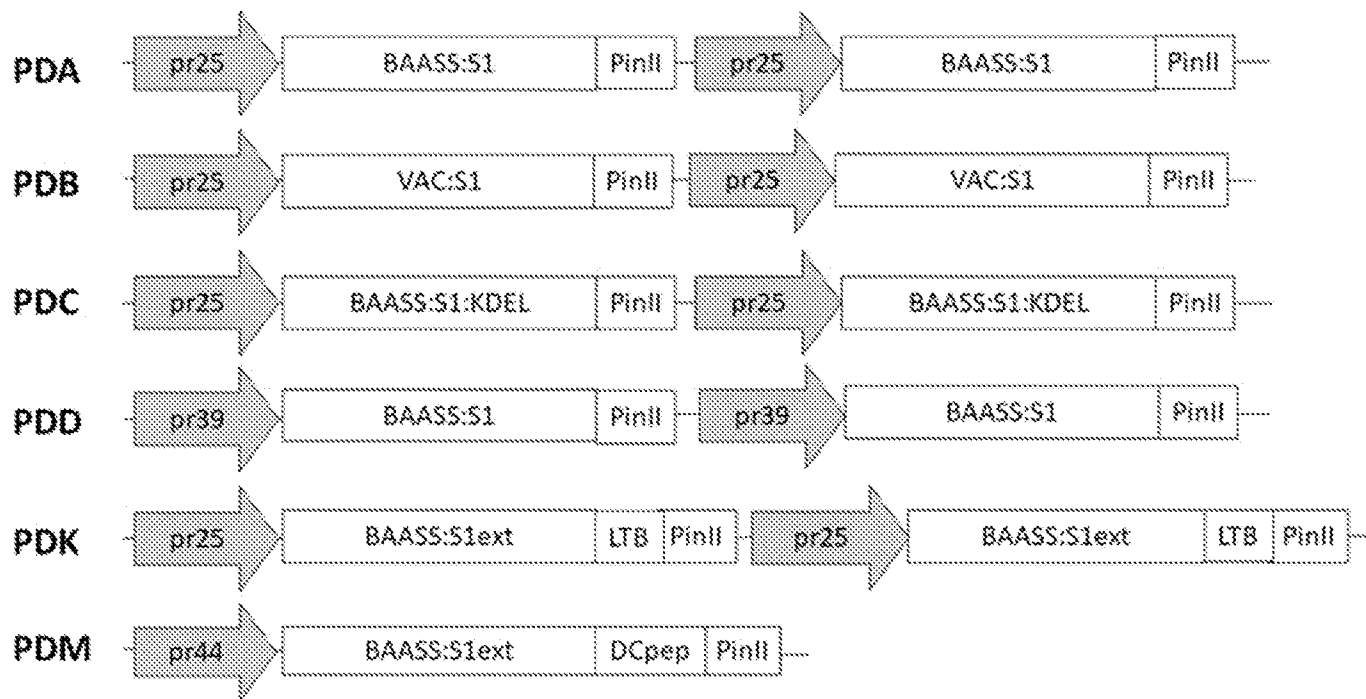 PDA pr25 BAASS:S1 PinII pr25 BAASS:S1 PinII
PDB pr25 VAC:S1 PinII pr25 VAC:S1 PinII
PDC pr25 BAASS:S1:KDEL PinII pr25 BAASS:S1:KDEL PinII
PDD pr39 BAASS:S1 PinII pr39 BAASS:S1 PinII
PDK pr25 BAASS:S1ext LTB PinII pr25 BAASS:S1ext LTB PinII
PDM pr44 BAASS:S1ext DCpep PinII